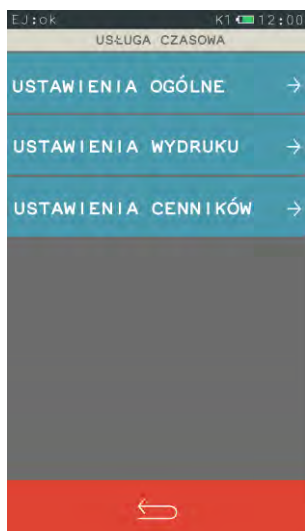 EJ:ok K1 12:00
USŁUGA CZASOWA
USTAWIENIA OGÓLNE
USTAWIENIA WYDRUKU
USTAWIENIA CENNIKÓW